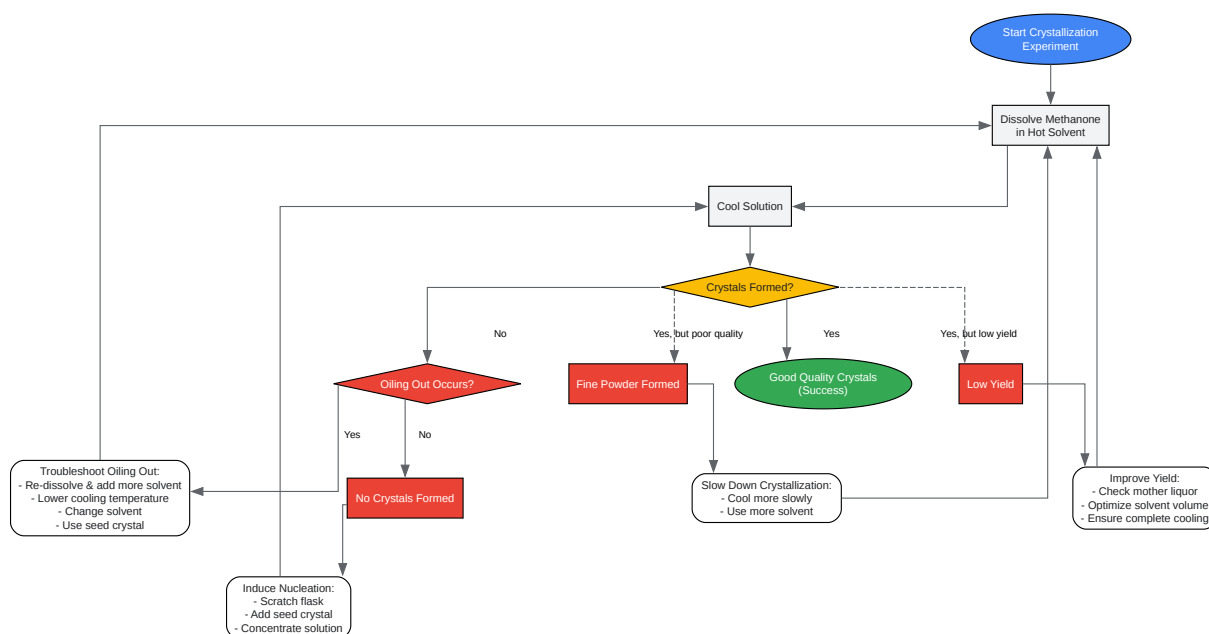 Start Crystallization
Experiment
Dissolve Methanone
in Hot Solvent
Cool Solution
Crystals Formed?
No
Yes, but poor quality
Yes
Yes, but low yield
Oiling Out Occurs?
Fine Powder Formed
Good Quality Crystals
(Success)
Low Yield
Yes
No
Troubleshoot Oiling Out:
- Re-dissolve & add more solvent
- Lower cooling temperature
- Change solvent
- Use seed crystal
No Crystals Formed
Slow Down Crystallization:
- Cool more slowly
- Use more solvent
Improve Yield:
- Check mother liquor
- Optimize solvent volume
- Ensure complete cooling
Induce Nucleation:
- Scratch flask
- Add seed crystal
- Concentrate solution